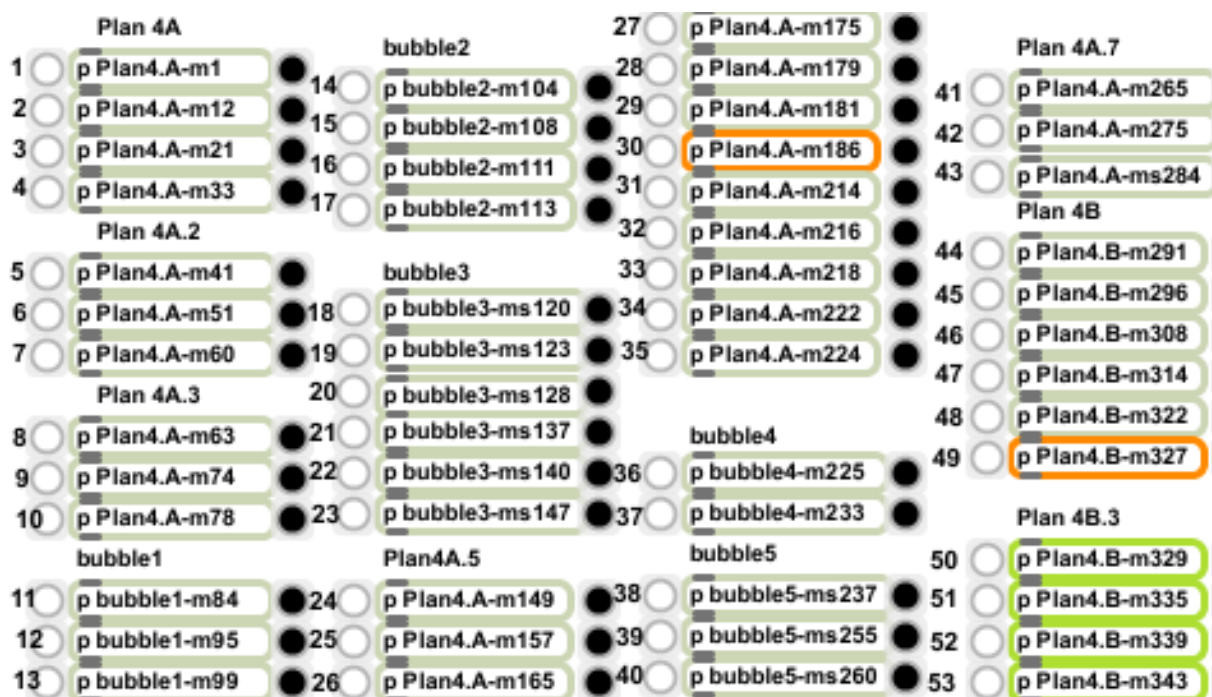 Plan 4A
1 p Plan4.A-m1
2 p Plan4.A-m12
3 p Plan4.A-m21
4 p Plan4.A-m33
Plan 4A.2
5 p Plan4.A-m41
6 p Plan4.A-m51
7 p Plan4.A-m60
Plan 4A.3
8 p Plan4.A-m63
9 p Plan4.A-m74
10 p Plan4.A-m78
bubble1
11 p bubble1-m84
12 p bubble1-m95
13 p bubble1-m99
bubble2
14 p bubble2-m104
15 p bubble2-m108
16 p bubble2-m111
17 p bubble2-m113
bubble3
18 p bubble3-ms120
19 p bubble3-ms123
20 p bubble3-ms128
21 p bubble3-ms137
22 p bubble3-ms140
23 p bubble3-ms147
Plan4A.5
24 p Plan4.A-m149
25 p Plan4.A-m157
26 p Plan4.A-m165
27 p Plan4.A-m175
28 p Plan4.A-m179
29 p Plan4.A-m181
30 p Plan4.A-m186
31 p Plan4.A-m214
32 p Plan4.A-m216
33 p Plan4.A-m218
34 p Plan4.A-m222
35 p Plan4.A-m224
bubble4
36 p bubble4-m225
37 p bubble4-m233
bubble5
38 p bubble5-ms237
39 p bubble5-ms255
40 p bubble5-ms260
Plan 4A.7
41 p Plan4.A-m265
42 p Plan4.A-m275
43 p Plan4.A-ms284
Plan 4B
44 p Plan4.B-m291
45 p Plan4.B-m296
46 p Plan4.B-m308
47 p Plan4.B-m314
48 p Plan4.B-m322
49 p Plan4.B-m327
Plan 4B.3
50 p Plan4.B-m329
51 p Plan4.B-m335
52 p Plan4.B-m339
53 p Plan4.B-m343